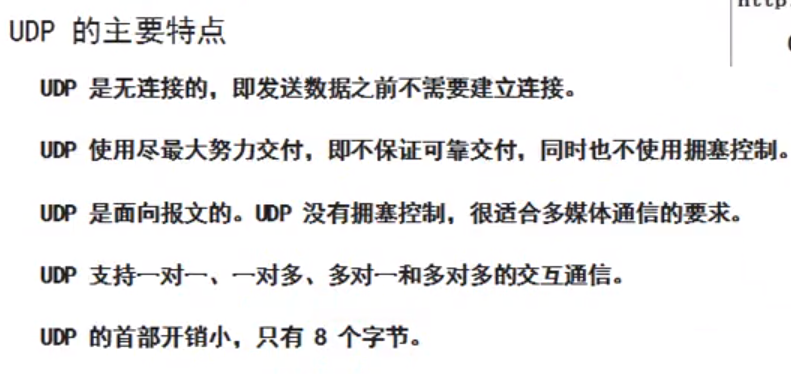 http
UDP 的主要特点
UDP 是无连接的，即发送数据之前不需要建立连接。
UDP 使用尽最大努力交付，即不保证可靠交付，同时也不使用拥塞控制。
UDP 是面向报文的。UDP 没有拥塞控制，很适合多媒体通信的要求。
UDP 支持一对一、一对多、多对一和多对多的交互通信。
UDP 的首部开销小，只有 8 个字节。